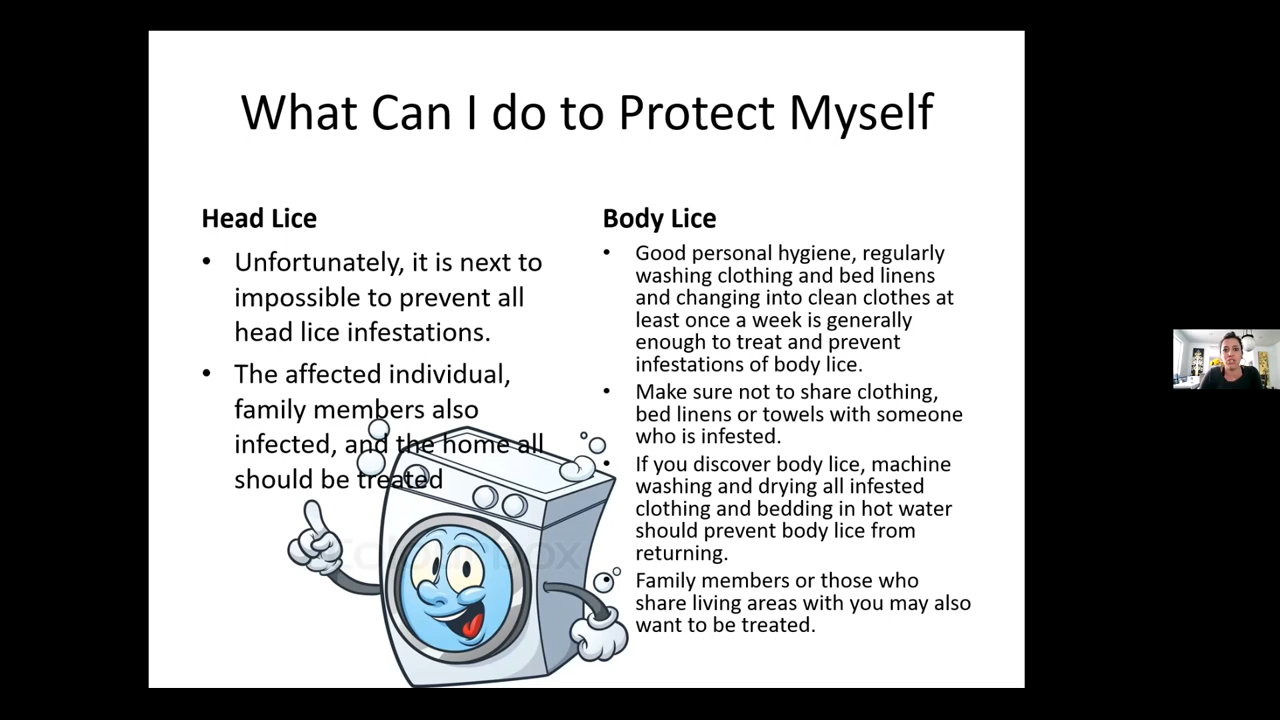 What Can I do to Protect Myself
Head Lice
• Unfortunately, it is next to
impossible to prevent all
head lice infestations.
• The affected individual,
family members also
infected, and the home all
should be treated
Body Lice
• Good personal hygiene, regularly
washing clothing and bed linens
and changing into clean clothes at
least once a week is generally
enough to treat and prevent
infestations of body lice.
• Make sure not to share clothing,
bed linens or towels with someone
who is infested.
• If you discover body lice, machine
washing and drying all infested
clothing and bedding in hot water
should prevent body lice from
returning.
• Family members or those who
share living areas with you may also
want to be treated.